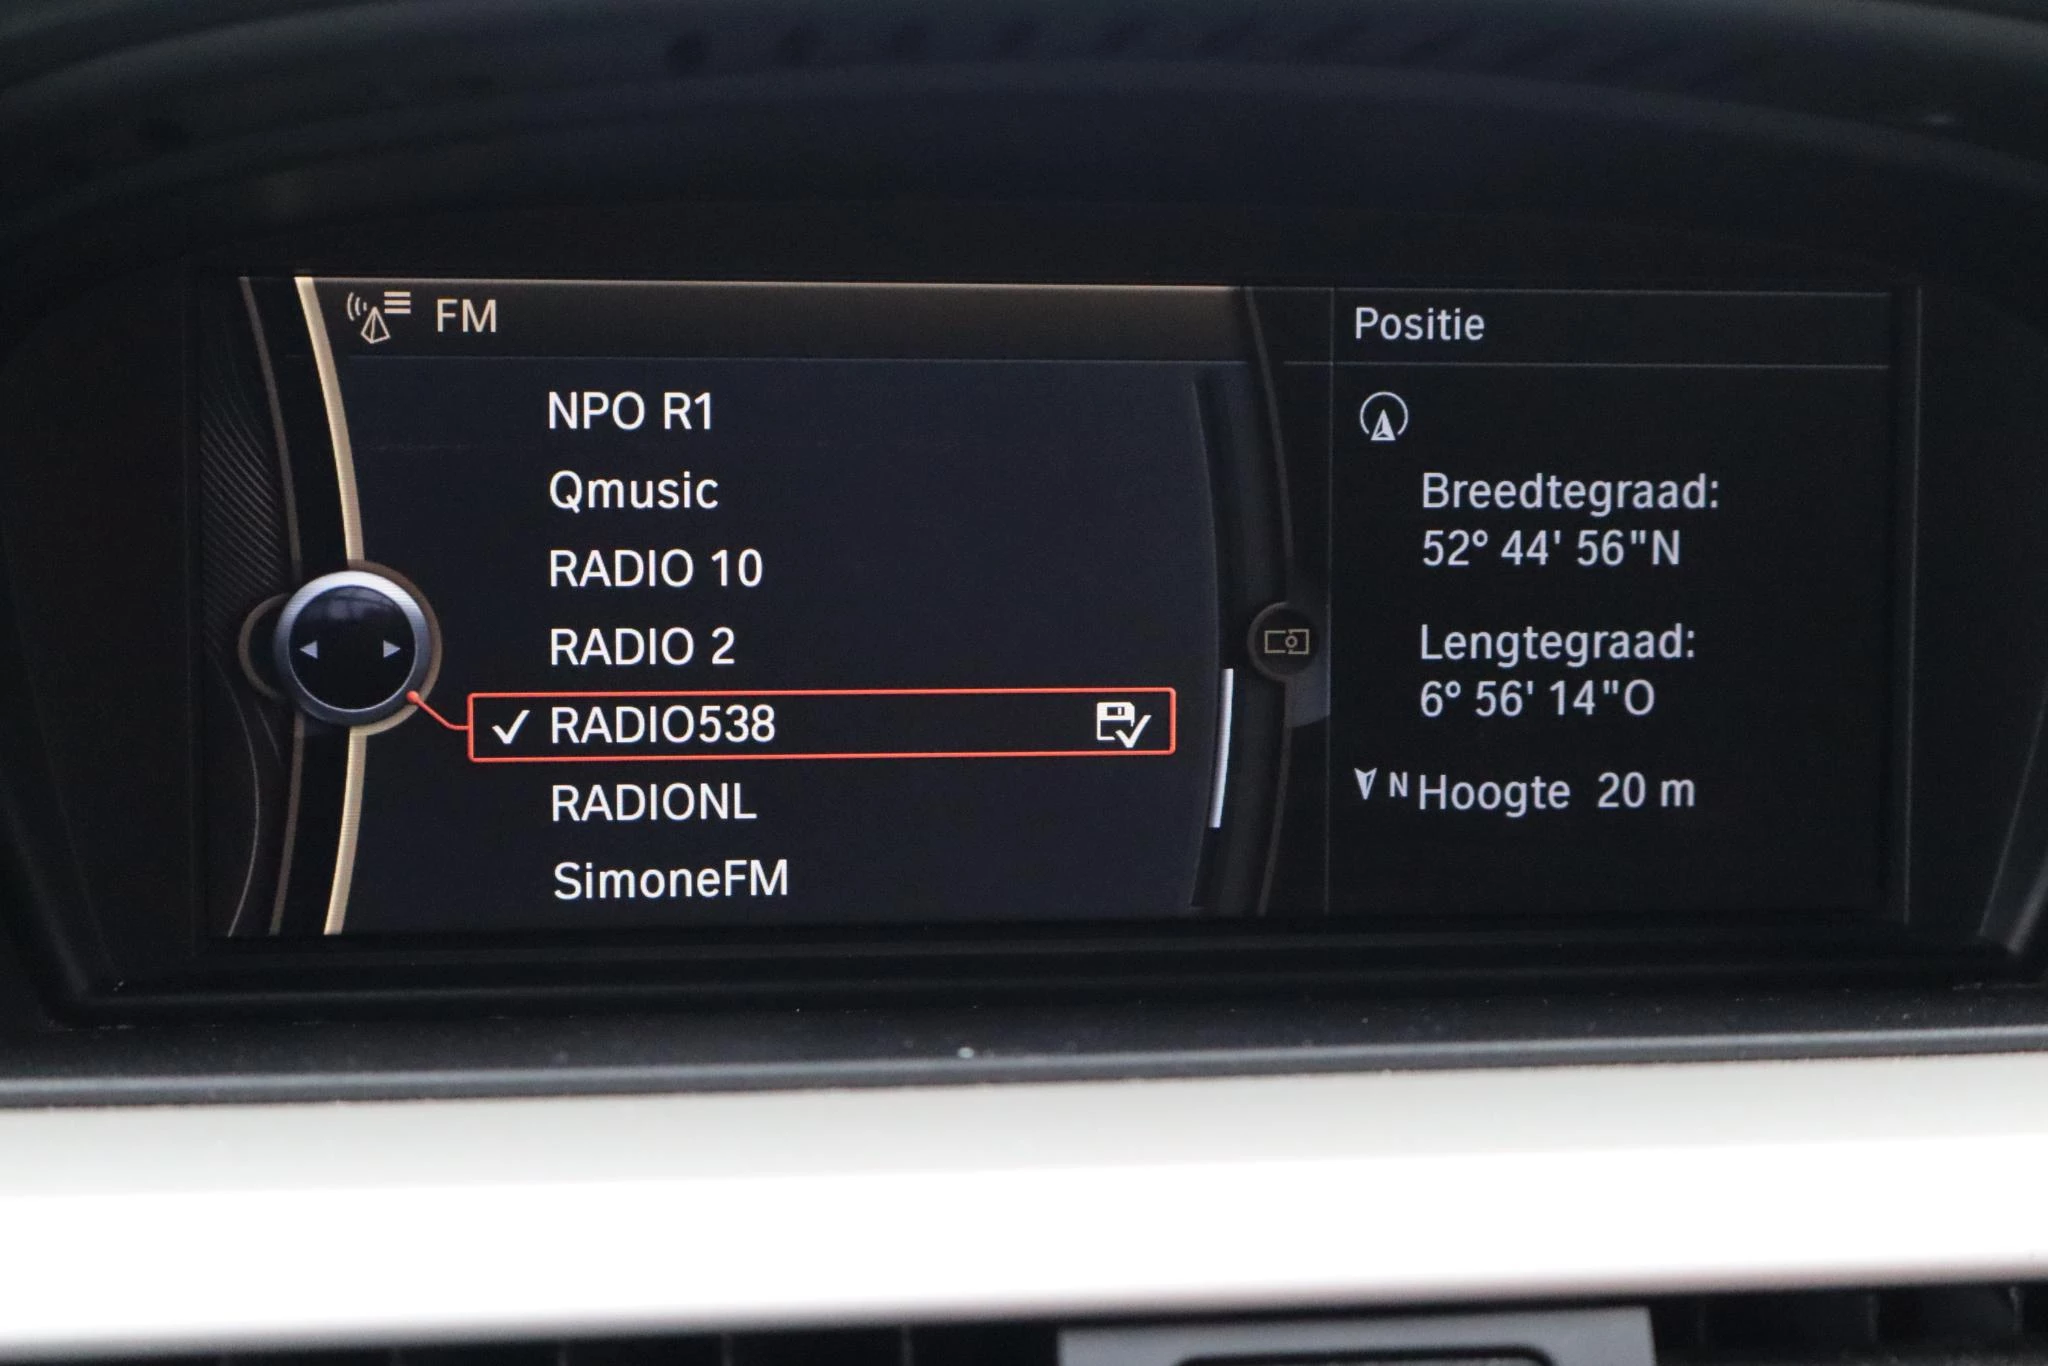 FM
NPO R1
Qmusic
RADIO 10
RADIO 2
RADIO538
RADIONL
SimoneFM
Positie
Breedtegraad:
52° 44' 56"N
Lengtegraad:
6° 56' 14"O
N Hoogte 20 m